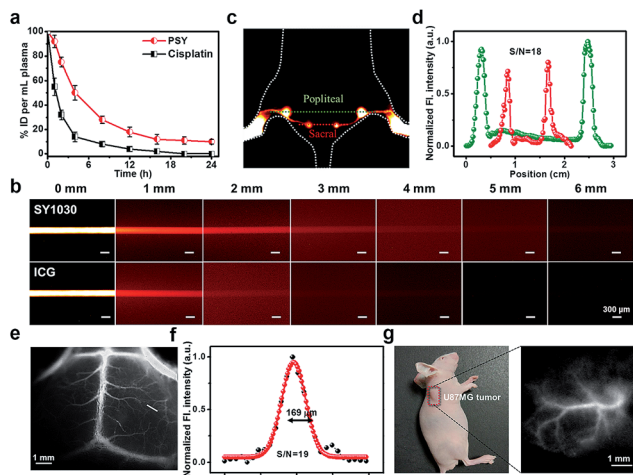 a
% ID per mL plasma
100
80
60
40
20
0
PSY
Cisplatin
0 4 8 12 16 20 24
Time (h)
c
Popliteal
Sacral
d
Normalized FI. intensity (a.u.)
1.0
0.5
0.0
S/N=18
0 1 2 3
Position (cm)
b
0 mm 1 mm 2 mm 3 mm 4 mm 5 mm 6 mm
SY1030
ICG
300 µm
e
1 mm
f
Normalized FI. intensity (a.u.)
1.0
0.5
0.0
169 µm
S/N=19
g
U87MG tumor
1 mm